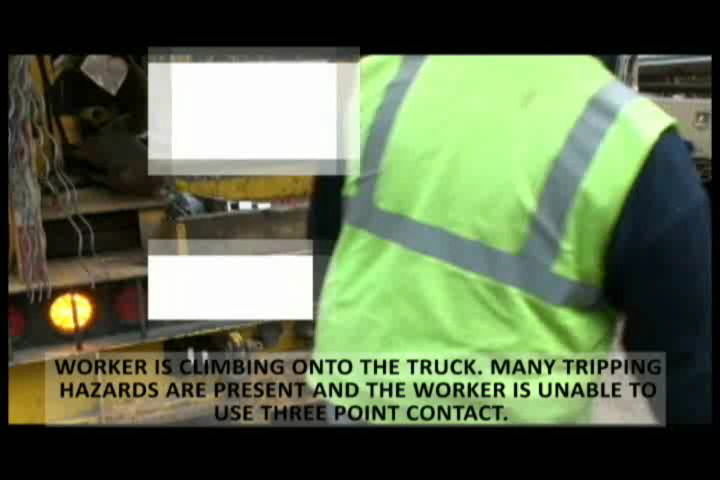 WORKER IS CLIMBING ONTO THE TRUCK. MANY TRIPPING
HAZARDS ARE PRESENT AND THE WORKER IS UNABLE TO
USE THREE POINT CONTACT.